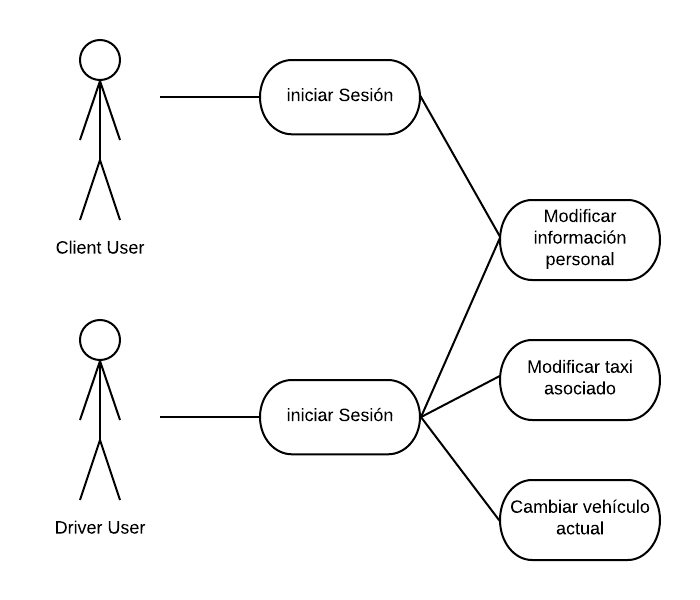 iniciar Sesión
Client User
Modificar
información
personal
Modificar taxi
asociado
iniciar Sesión
Cambiar vehículo
actual
Driver User